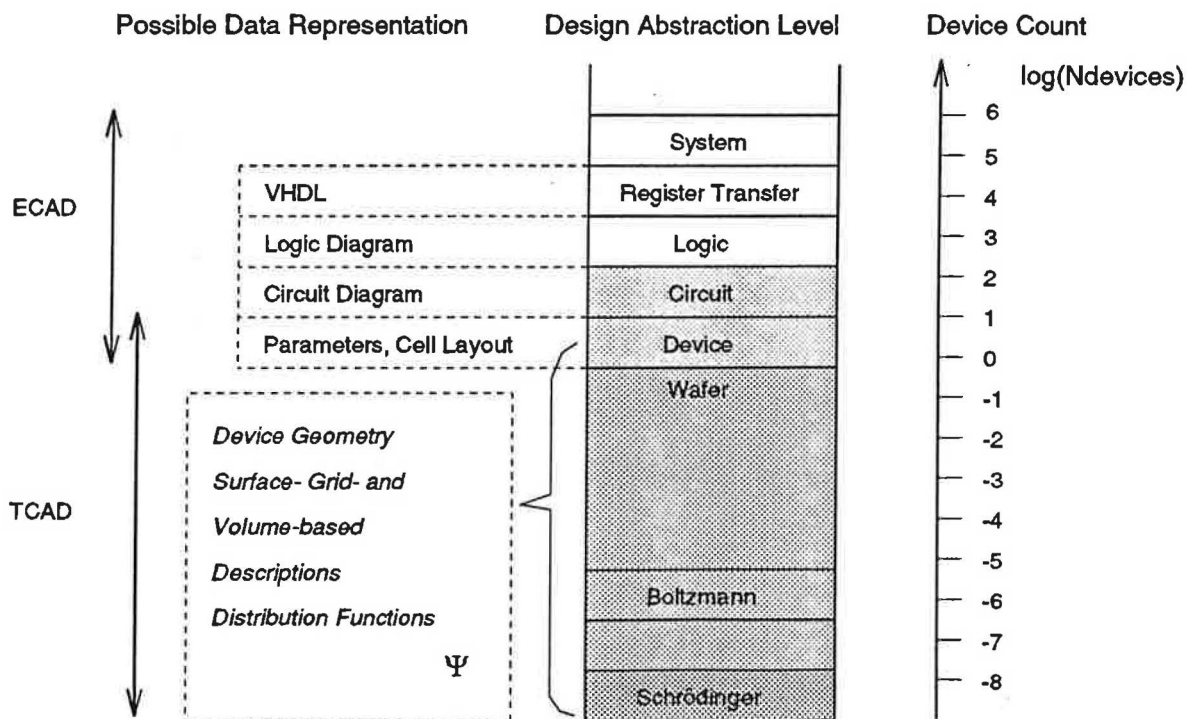 Possible Data Representation Design Abstraction Level Device Count
log(Ndevices)
6
System
5
ECAD
VHDL Register Transfer
4
Logic Diagram Logic
3
2
Circuit Diagram Circuit
1
Parameters, Cell Layout Device
0
Wafer
-1
Device Geometry
-2
Surface- Grid- and
-3
TCAD
Volume-based
-4
Descriptions
-5
Boltzmann
-6
Distribution Functions
-7
Ψ
-8
Schrödinger